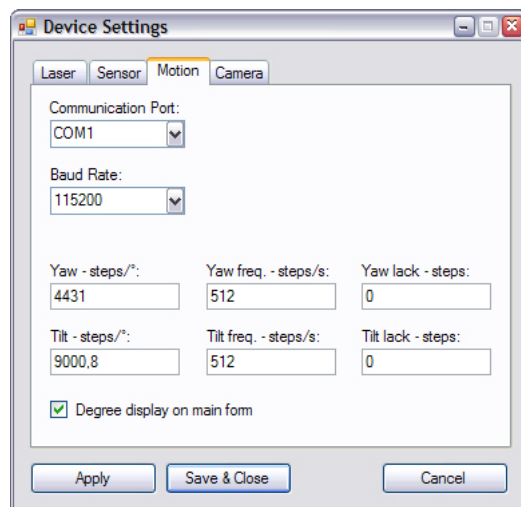 Device Settings
Laser Sensor Motion Camera
Communication Port:
COM1
Baud Rate:
115200
Yaw - steps/°: Yaw freq. - steps/s: Yaw lack - steps:
4431 512 0
Tilt - steps/°: Tilt freq. - steps/s: Tilt lack - steps:
9000,8 512 0
Degree display on main form
Apply Save & Close Cancel